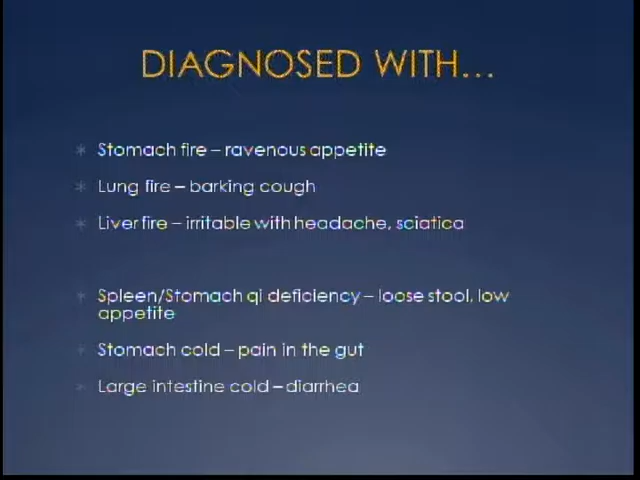 DIAGNOSED WITH...
Stomach fire – ravenous appetite
Lung fire – barking cough
Liver fire – irritable with headache, sciatica
Spleen/Stomach qi deficiency – loose stool, low
appetite
Stomach cold – pain in the gut
Large intestine cold – diarrhea